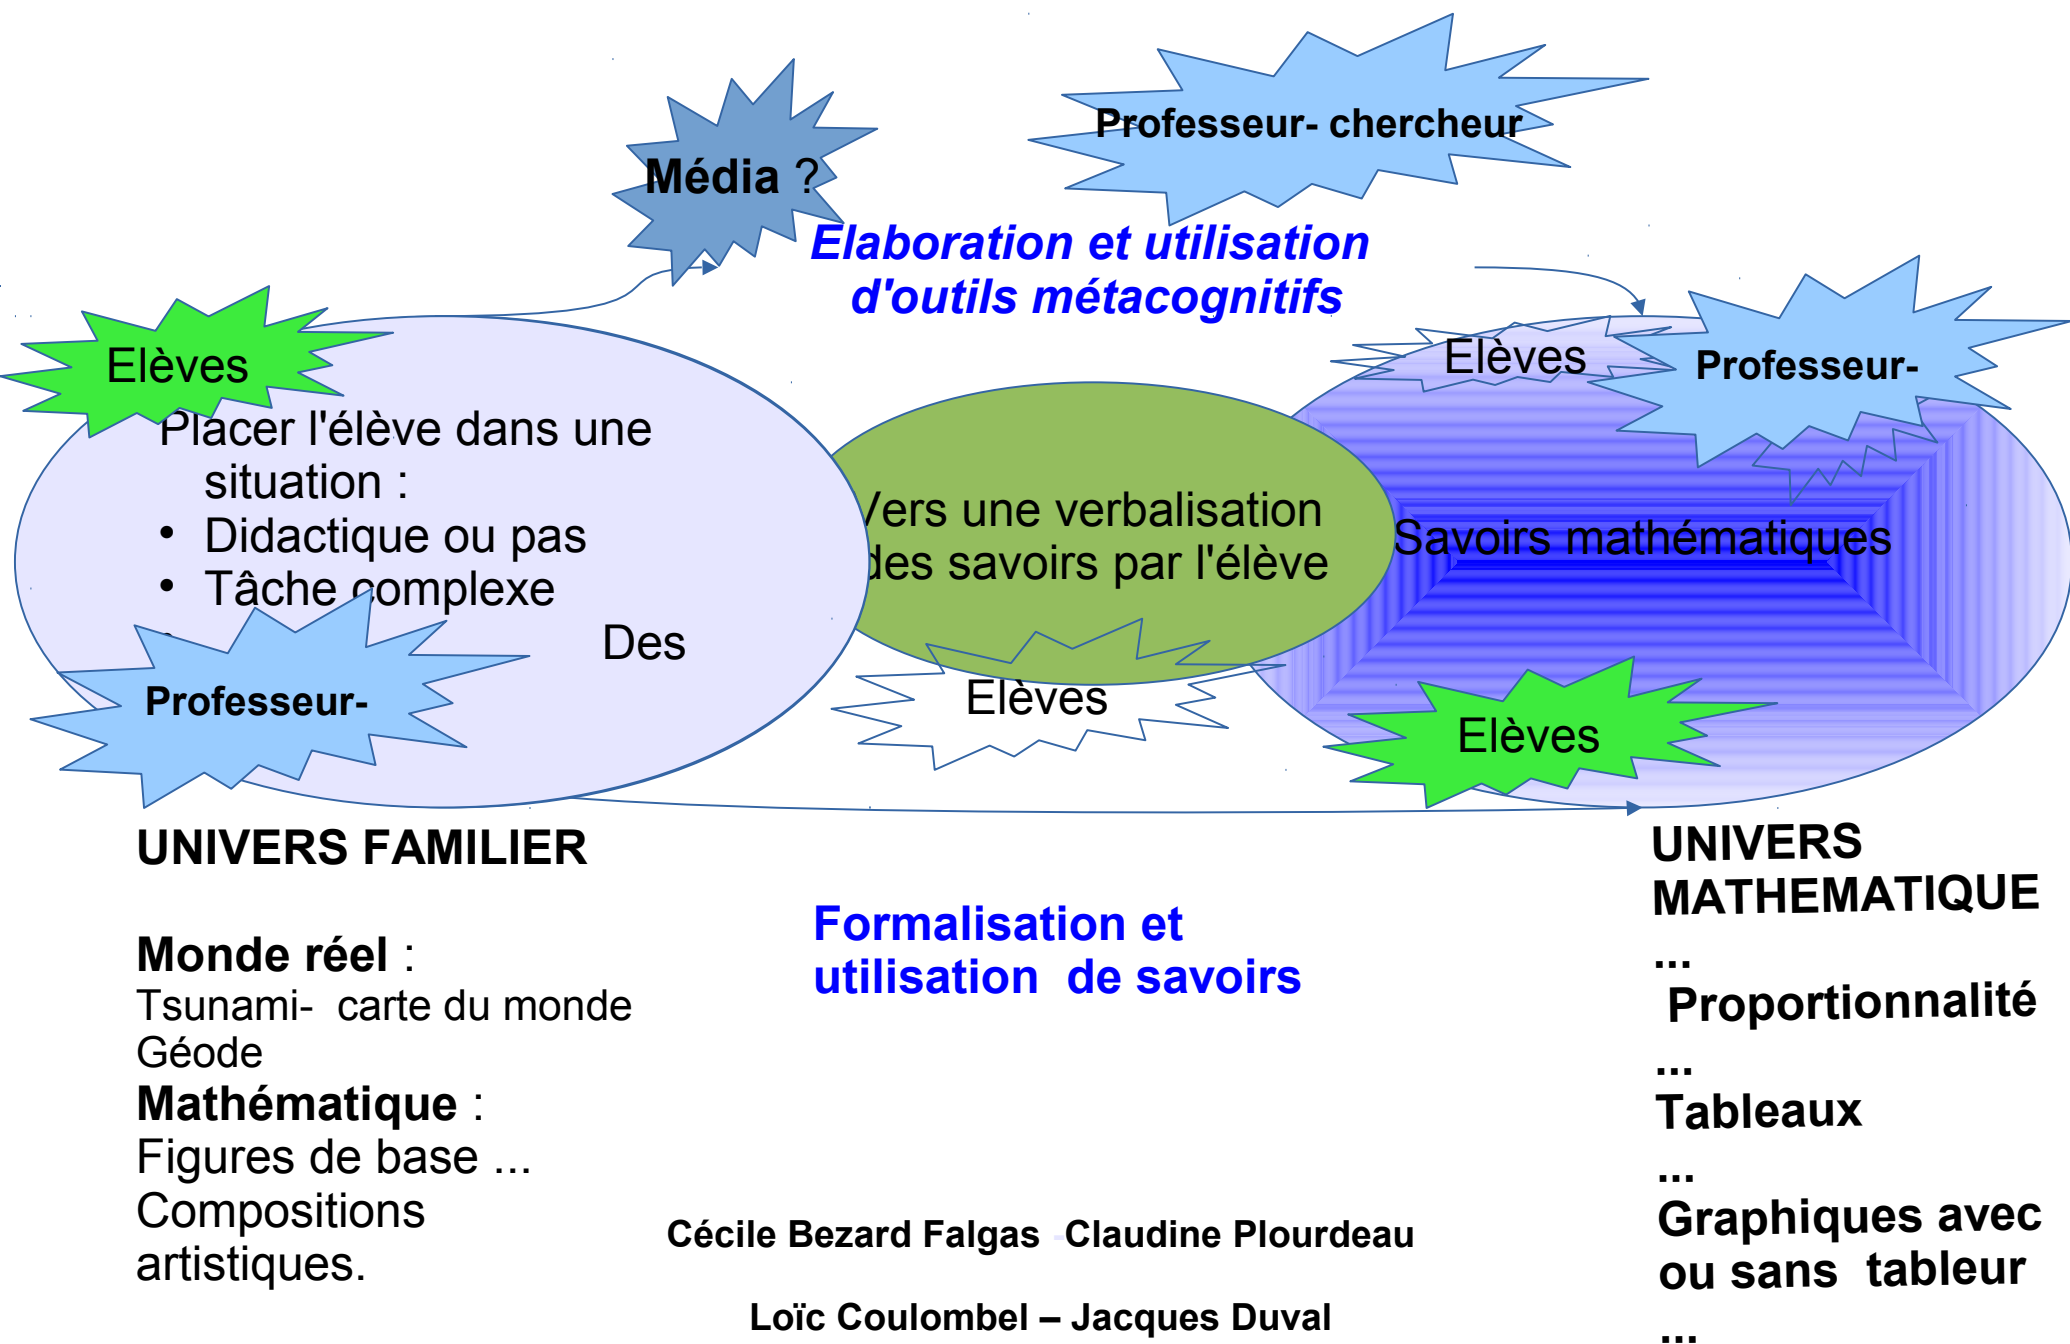 Professeur- chercheur
Média ?
Elaboration et utilisation
d'outils métacognitifs
Elèves
Elèves
Professeur-
Placer l'élève dans une
situation :
• Didactique ou pas
• Tâche complexe
• Des
Professeur-
Vers une verbalisation
des savoirs par l'élève
Elèves
Savoirs mathématiques
Elèves
UNIVERS FAMILIER
Monde réel :
Tsunami- carte du monde
Géode
Mathématique :
Figures de base ...
Compositions
artistiques.
Formalisation et
utilisation de savoirs
UNIVERS
MATHEMATIQUE
...
Proportionnalité
...
Tableaux
...
Graphiques avec
ou sans tableur
...
Cécile Bezard Falgas -Claudine Plourdeau
Loïc Coulombel – Jacques Duval